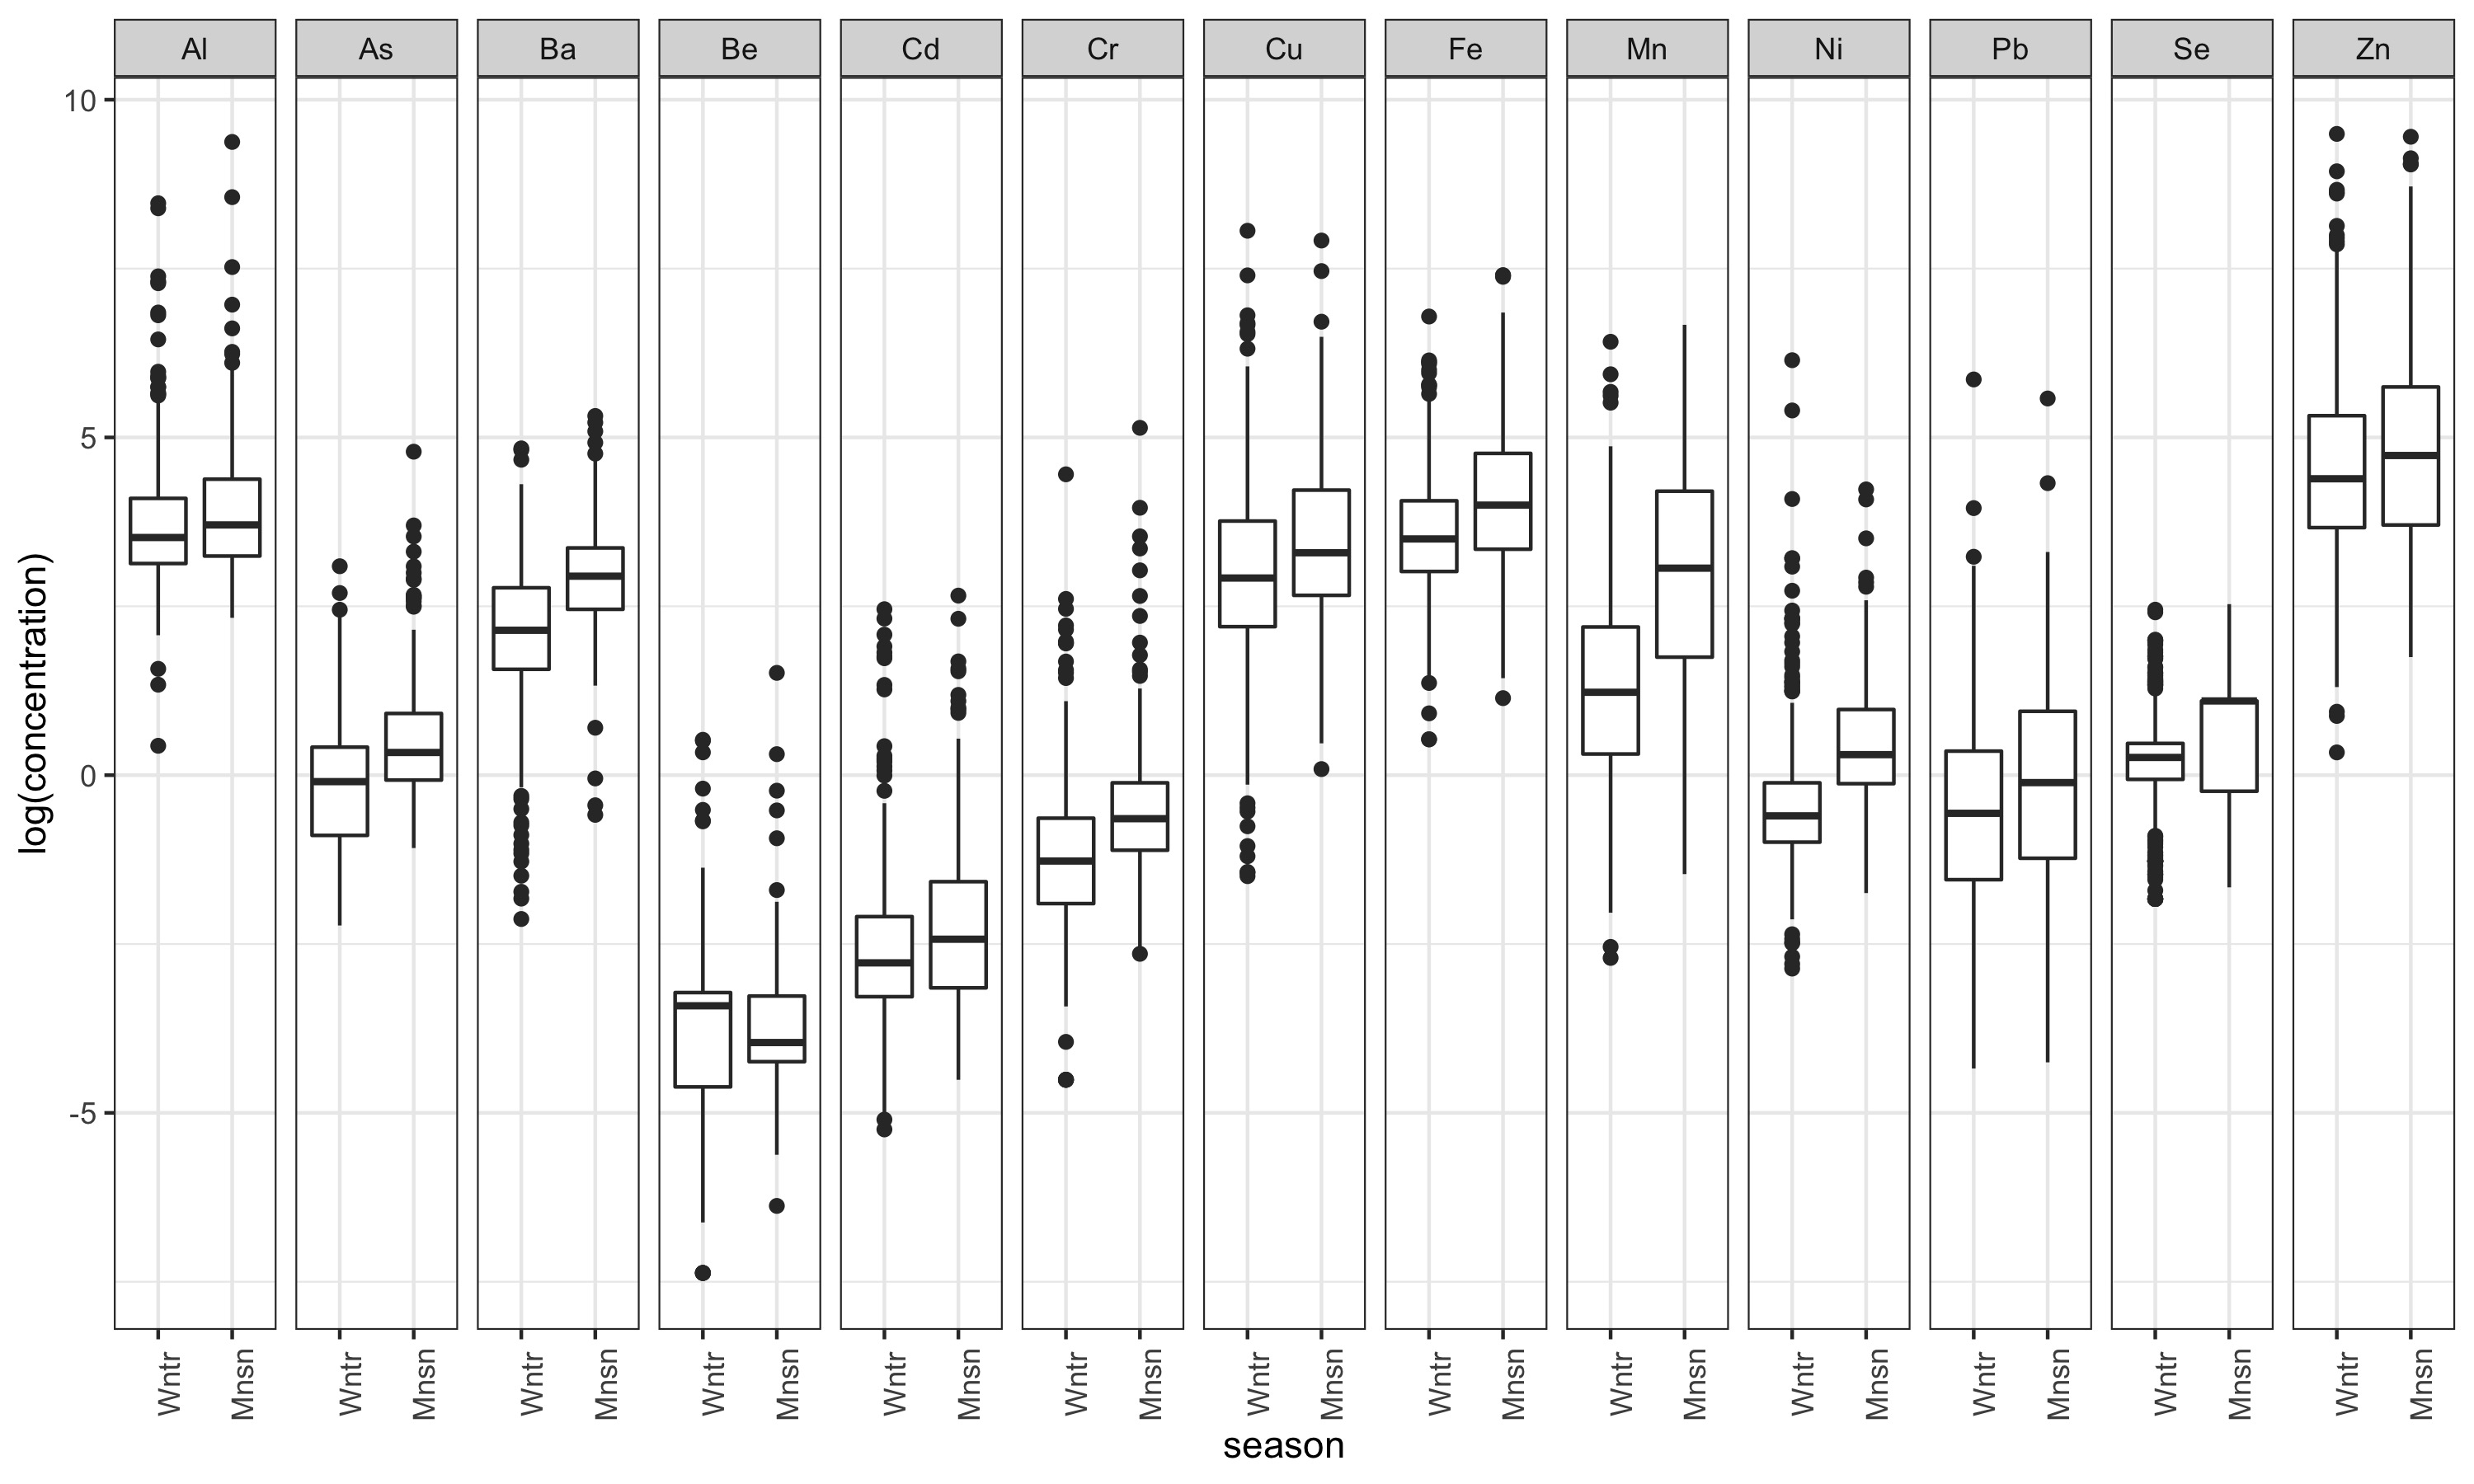 Al As Ba Be Cd Cr Cu Fe Mn Ni Pb Se Zn
10
5
0
-5
log(concentration)
Wntr Mnsn Wntr Mnsn Wntr Mnsn Wntr Mnsn Wntr Mnsn Wntr Mnsn Wntr Mnsn Wntr Mnsn Wntr Mnsn Wntr Mnsn Wntr Mnsn Wntr Mnsn Wntr Mnsn
season